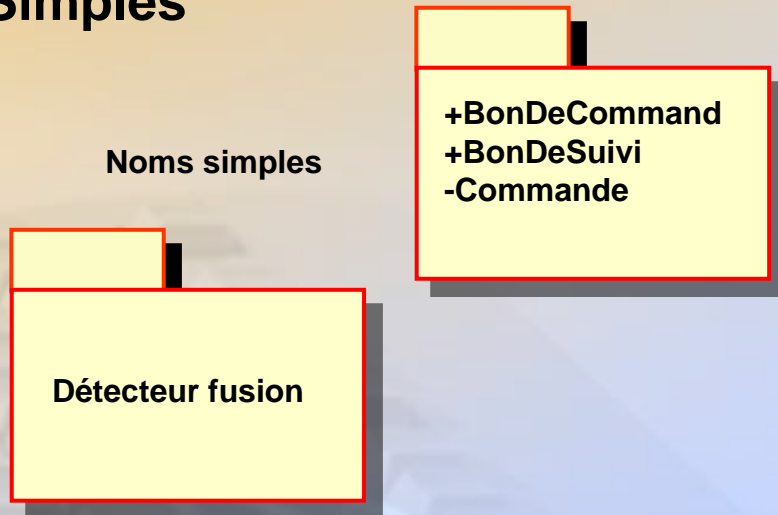 Simples
+BonDeCommand
+BonDeSuivi
-Commande
Noms simples
Détecteur fusion